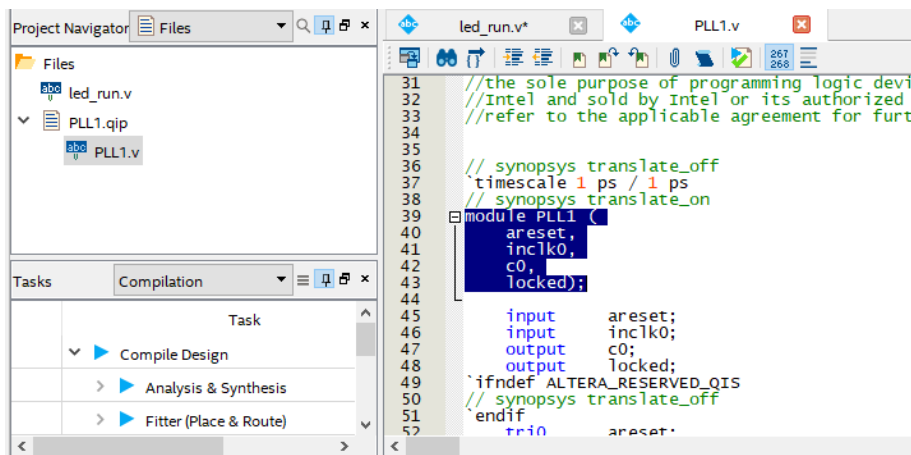 Project Navigator Files
led_run.v* PLL1.v
Files
led_run.v
PLL1.qip
PLL1.v
267
268
31 //the sole purpose of programming logic devi
32 //Intel and sold by Intel or its authorized
33 //refer to the applicable agreement for furt
34
35
36 // synopsys translate_off
37 `timescale 1 ps / 1 ps
38 // synopsys translate_on
39 module PLL1 (
40 areset,
41 inclk0,
42 c0,
43 locked);
44
45 input areset;
46 input inclk0;
47 output c0;
48 output locked;
49 `ifndef ALTERA_RESERVED_QIS
50 // synopsys translate_off
51 `endif
52 tri0 areset;
Tasks Compilation
Task
Compile Design
Analysis & Synthesis
Fitter (Place & Route)